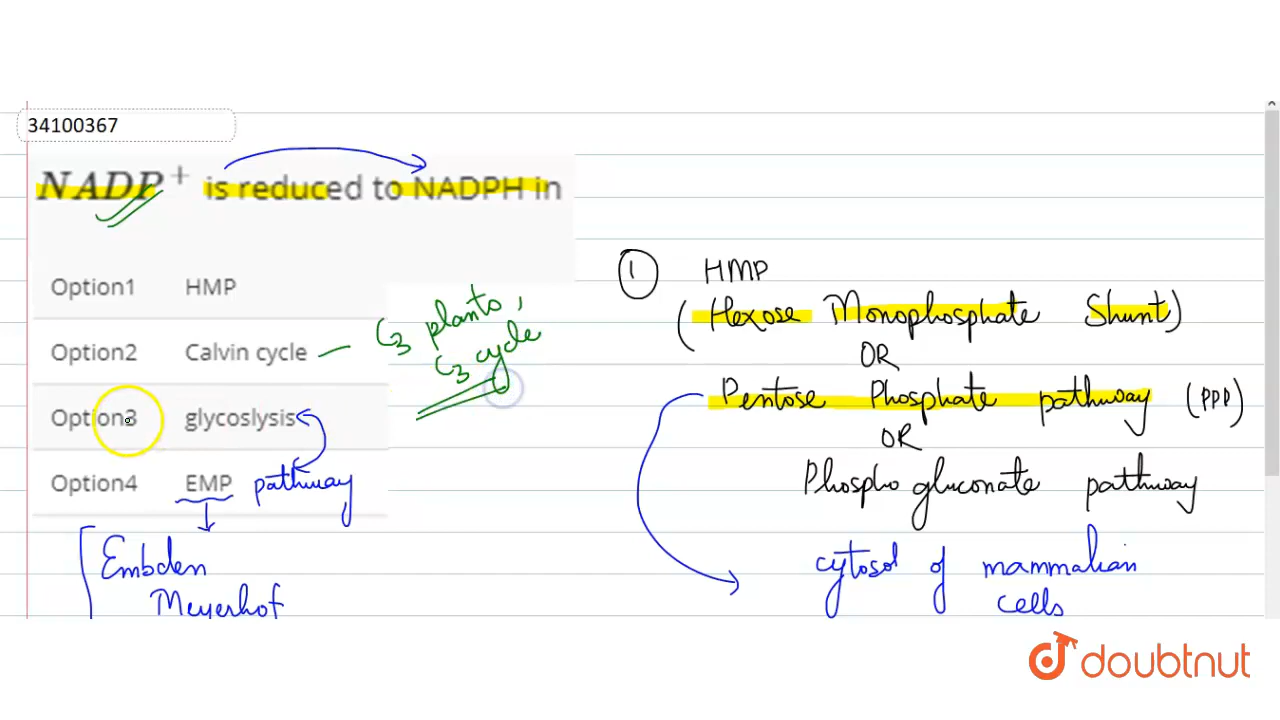 34100367
NADP+ is reduced to NADPH in
Option1 HMP
Option2 Calvin cycle
C3 plants,
C3 cycle
Option3 glycoslysis
Option4 EMP pathway
Embden
Meyerhof
1 HMP
(Hexose Monophosphate Shunt)
OR
Pentose Phosphate pathway (PPP)
OR
Phospho gluconate pathway
cytosol of mammalian
cells
doubtnut